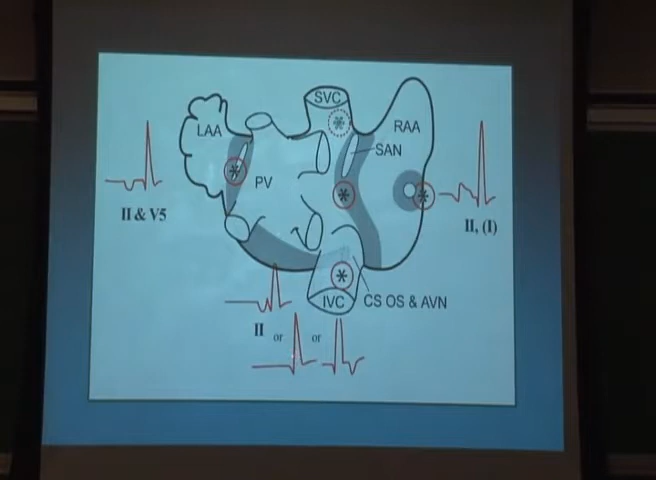 SVC
LAA
RAA
SAN
PV
II & V5
II, (I)
IVC
CS OS & AVN
II
or
or